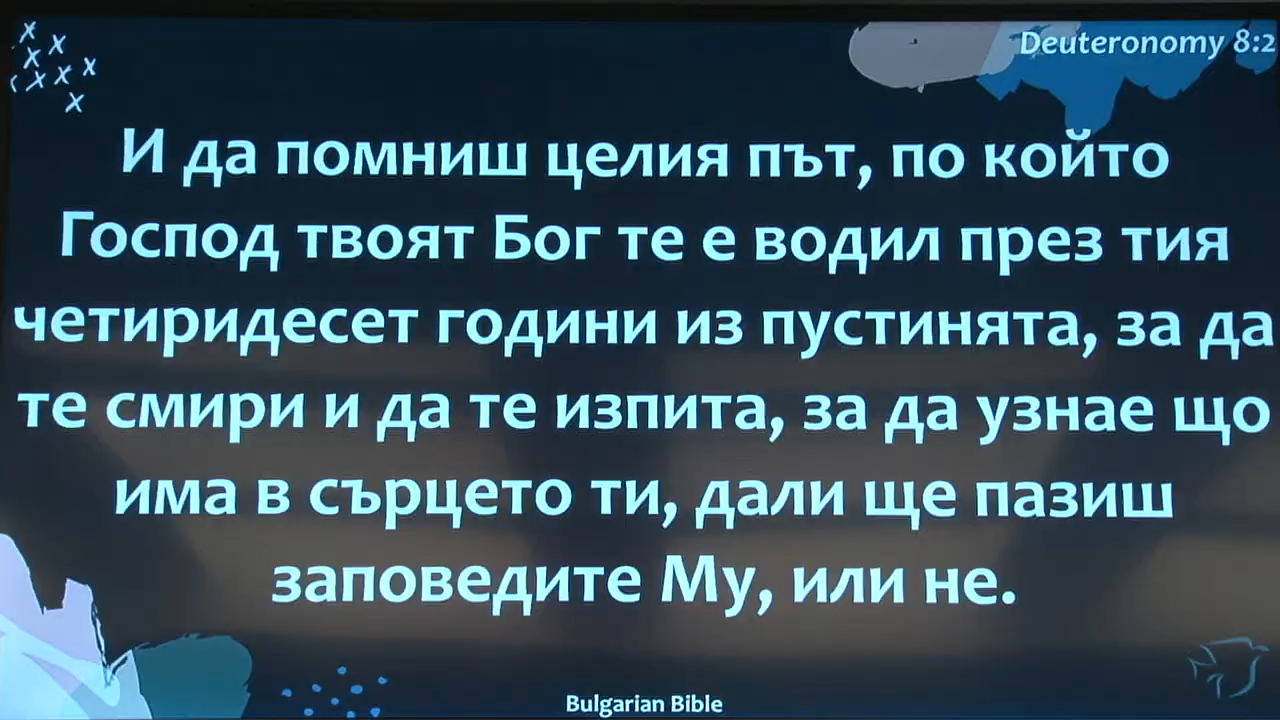 Deuteronomy 8:2
И да помниш целия път, по който
Господ твоят Бог те е водил през тия
четиридесет години из пустинята, за да
те смири и да те изпита, за да узнае що
има в сърцето ти, дали ще пазиш
заповедите Му, или не.
Bulgarian Bible